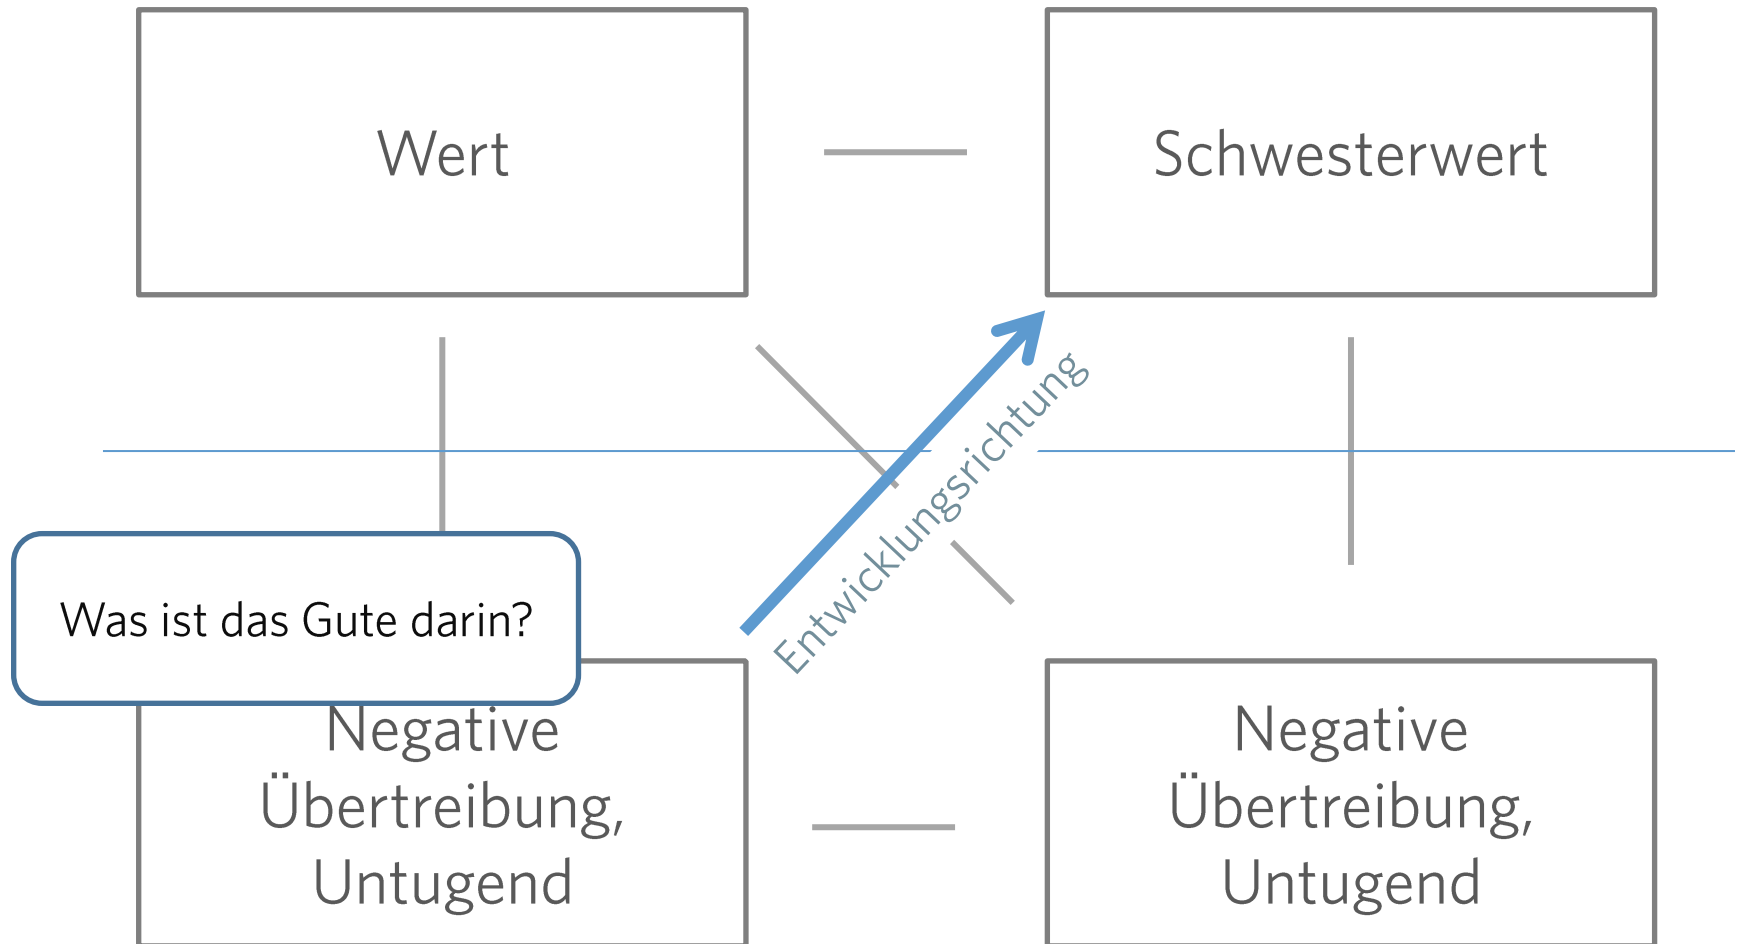 Wert
Schwesterwert
Entwicklungsrichtung
Was ist das Gute darin?
Negative
Übertreibung,
Untugend
Negative
Übertreibung,
Untugend